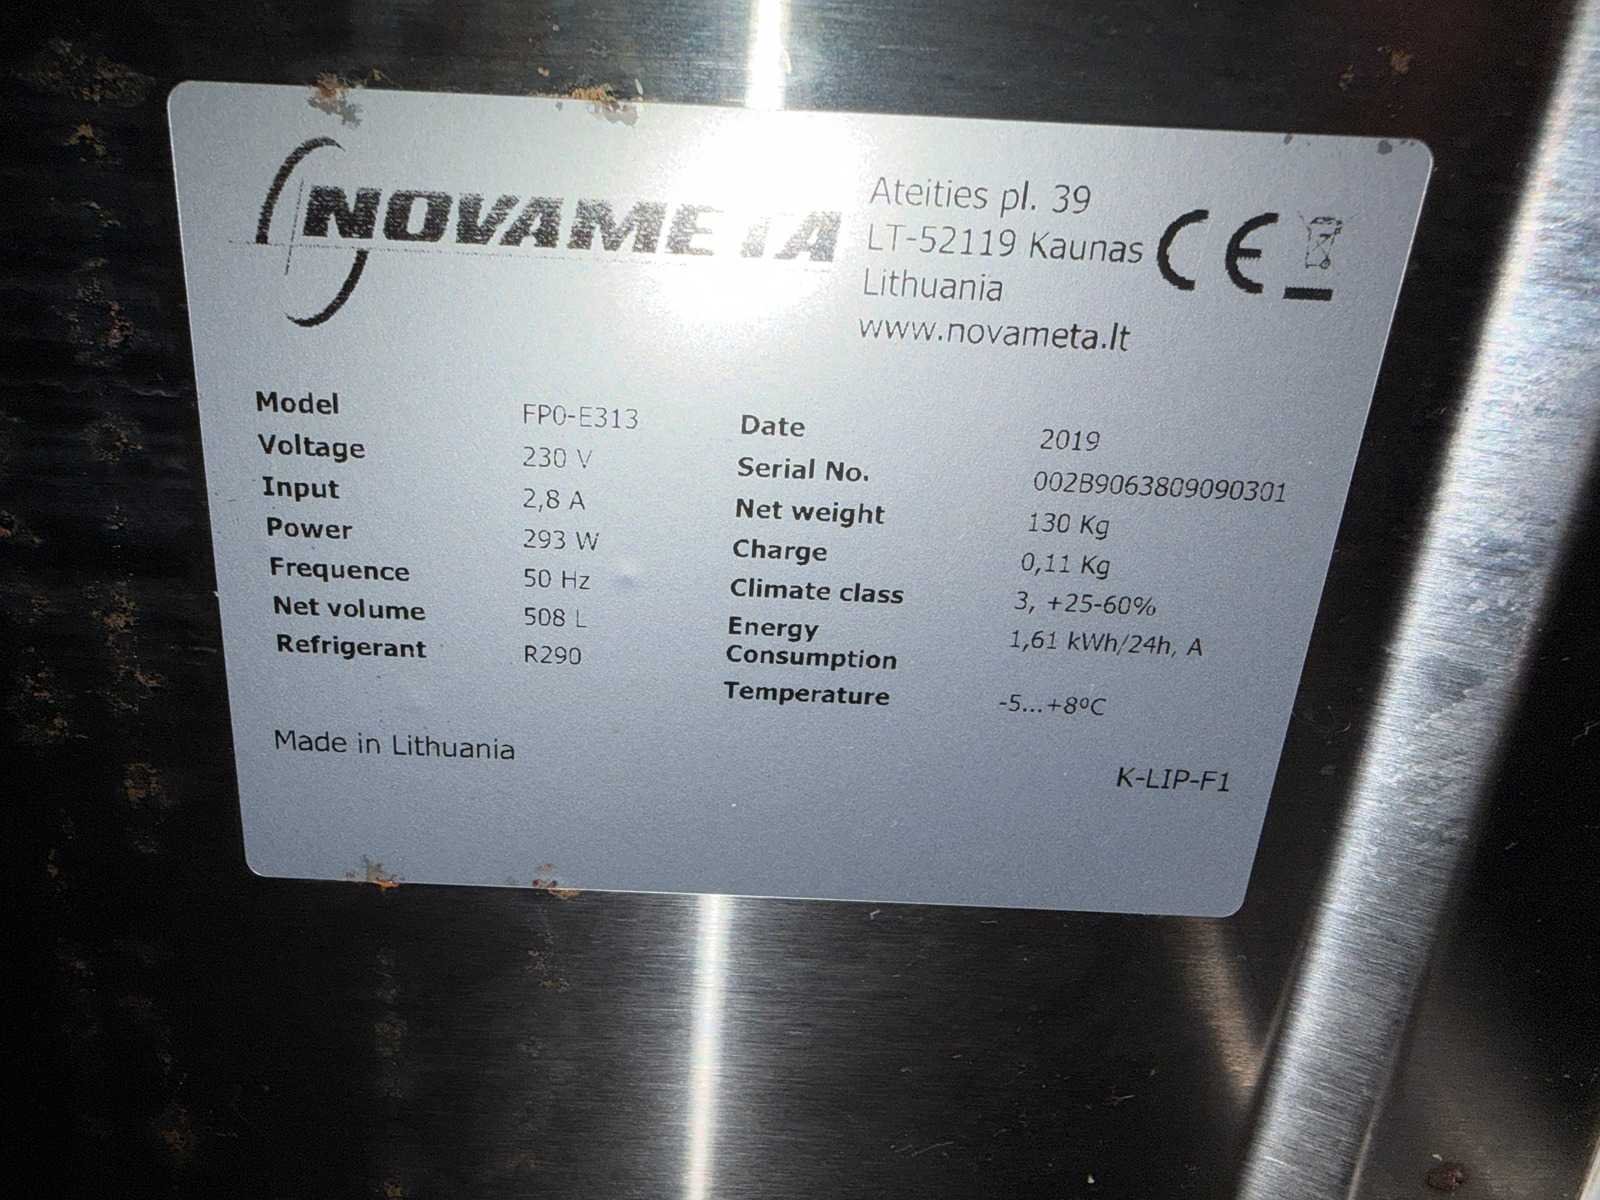 NOVAMETA
Ateities pl. 39
LT-52119 Kaunas
Lithuania
www.novameta.lt
CE
Model FP0-E313
Voltage 230 V
Input 2,8 A
Power 293 W
Frequence 50 Hz
Net volume 508 L
Refrigerant R290
Date 2019
Serial No. 002B9063809090301
Net weight 130 Kg
Charge 0,11 Kg
Climate class 3, +25-60%
Energy 1,61 kWh/24h, A
Consumption
Temperature -5...+8ºC
Made in Lithuania
K-LIP-F1